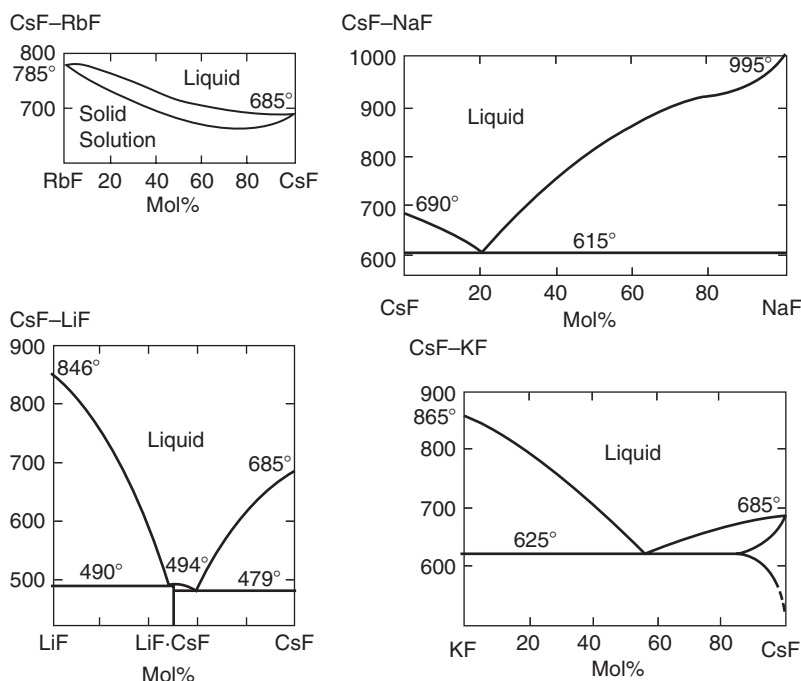 CsF–RbF
800
785°
700
Liquid
685°
Solid
Solution
RbF 20 40 60 80 CsF
Mol%
CsF–NaF
1000
900
800
700
600
995°
Liquid
690°
615°
CsF 20 40 60 80 NaF
Mol%
CsF–LiF
900
800
700
600
500
846°
Liquid
685°
490° 494° 479°
LiF LiF·CsF CsF
Mol%
CsF–KF
900
865°
800
700
600
Liquid
685°
625°
KF 20 40 60 80 CsF
Mol%